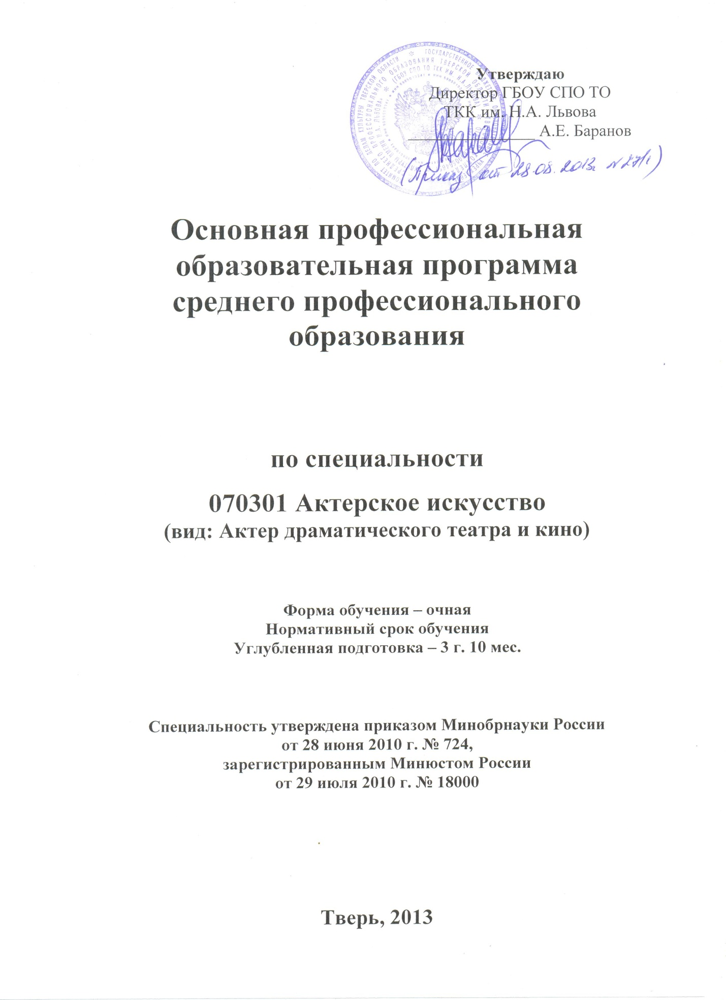 Утверждаю
Директор ГБОУ СПО ТО
ТКК им. Н.А. Львова
А.Е. Баранов
(Приказ от 28.08.2013г
Основная профессиональная
образовательная программа
среднего профессионального
образования
по специальности
070301 Актерское искусство
(вид: Актер драматического театра и кино)
Форма обучения – очная
Нормативный срок обучения
Углубленная подготовка – 3 г. 10 мес.
Специальность утверждена приказом Минобрнауки России
от 28 июня 2010 г. № 724,
зарегистрированным Минюстом России
от 29 июля 2010 г. № 18000
Тверь, 2013